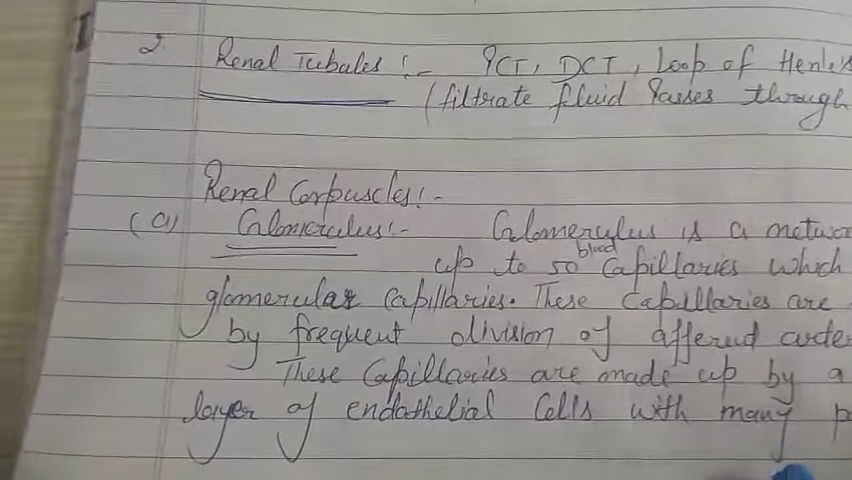 2. Renal Tubules :- PCT, DCT, Loop of Henle's
(filtrate fluid Passes through
Renal Corpuscles:-
(a) Glomerulus:- Glomerulus is a networ
up to 50 blood Capillaries which
glomerular Capillaries. These Capillaries are
by frequent division of afferent arte
These Capillaries are made up by a
layer of endothelial Cells with many p